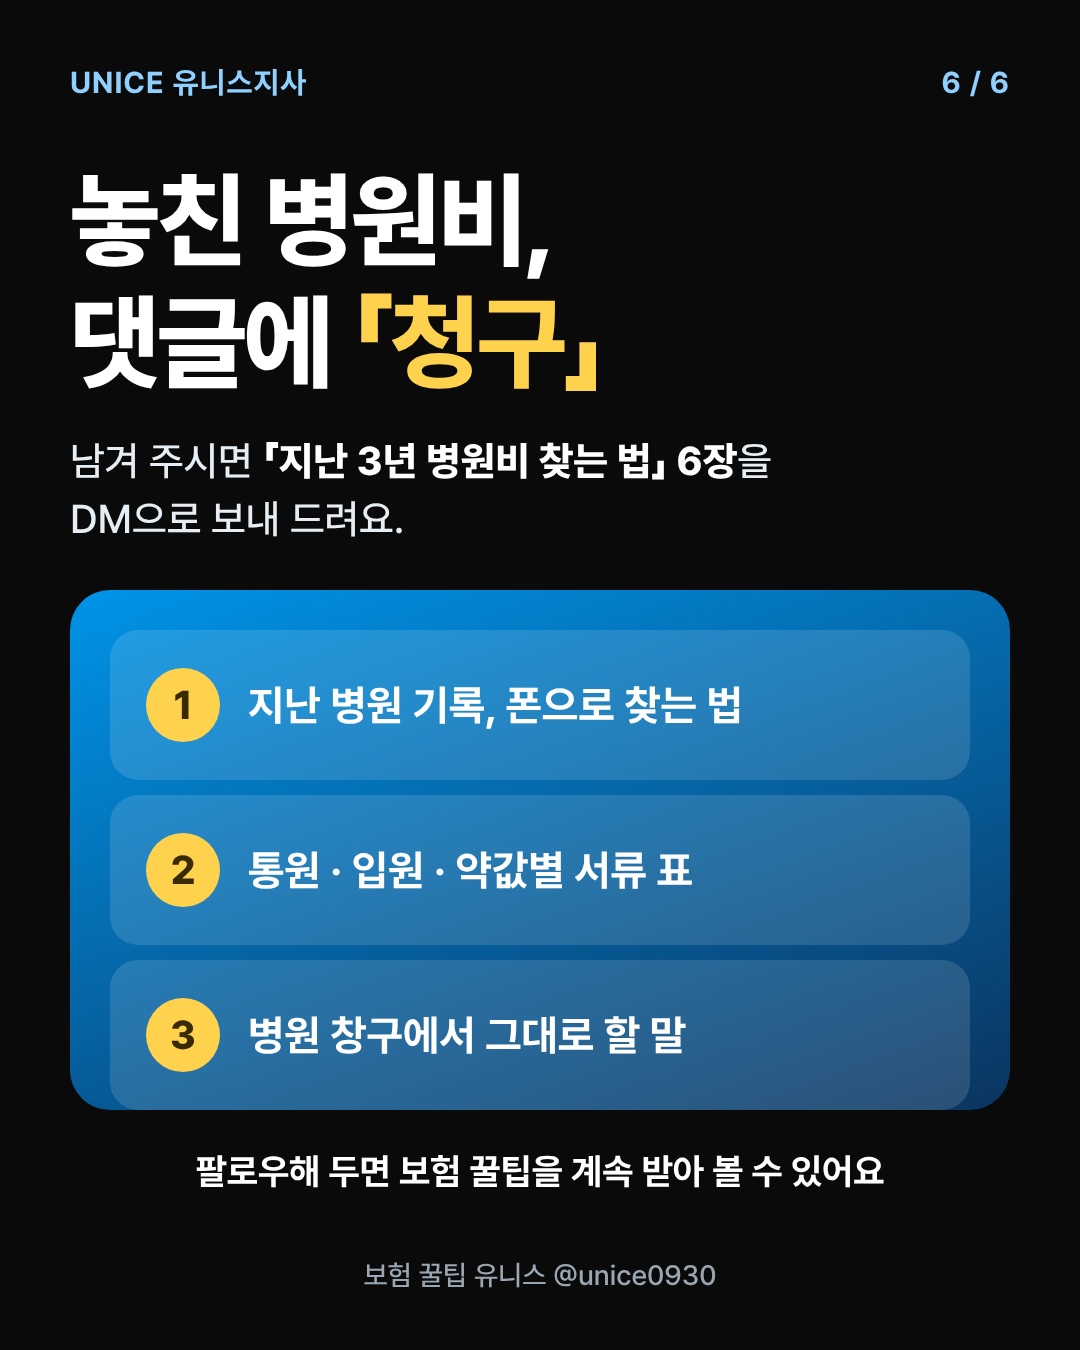 UNICE 유니스지사
6 / 6
놓친 병원비,
댓글에 「청구」
남겨 주시면 「지난 3년 병원비 찾는 법」 6장을
DM으로 보내 드려요.
1 지난 병원 기록, 폰으로 찾는 법
2 통원 · 입원 · 약값별 서류 표
3 병원 창구에서 그대로 할 말
팔로우해 두면 보험 꿀팁을 계속 받아 볼 수 있어요
보험 꿀팁 유니스 @unice0930